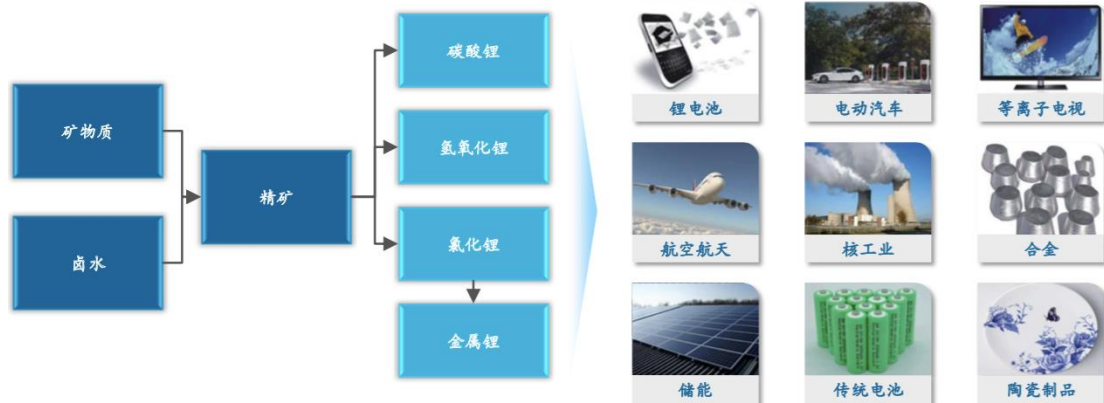 矿物质
卤水
精矿
碳酸锂
氢氧化锂
氯化锂
金属锂
锂电池
电动汽车
等离子电视
航空航天
核工业
合金
储能
传统电池
陶瓷制品